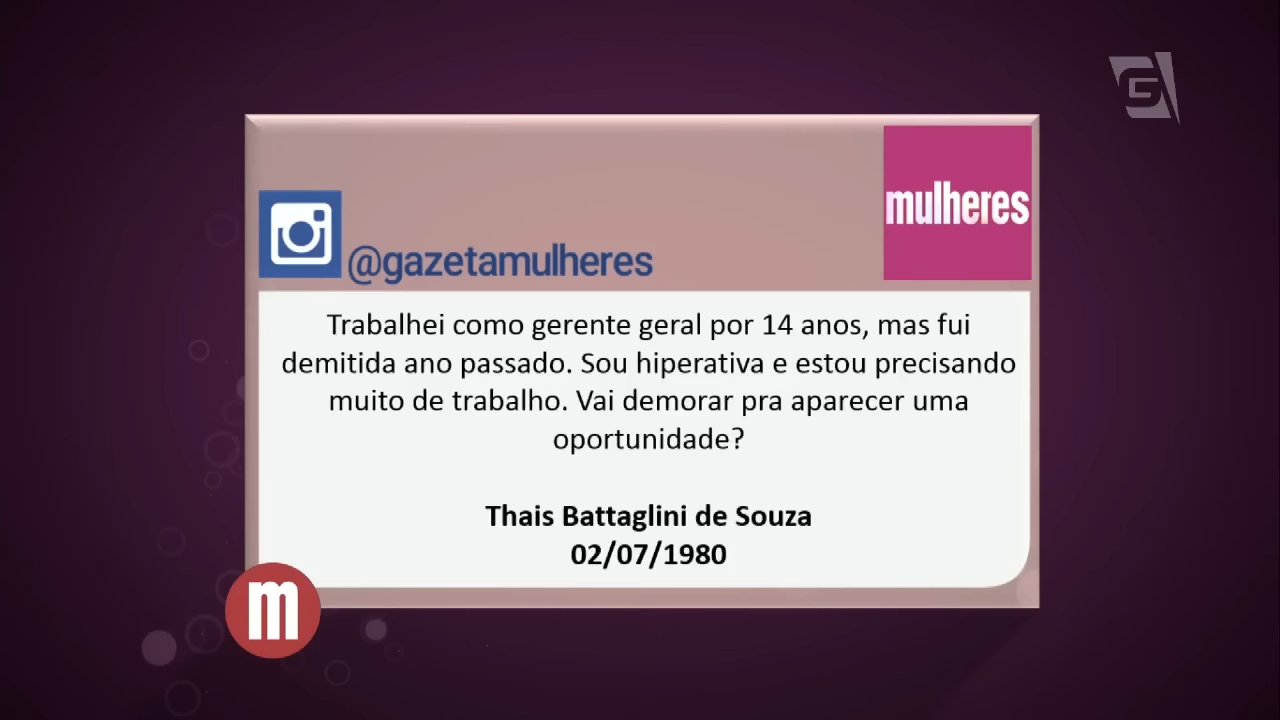 mulheres
@gazetamulheres
Trabalhei como gerente geral por 14 anos, mas fui
demitida ano passado. Sou hiperativa e estou precisando
muito de trabalho. Vai demorar pra aparecer uma
oportunidade?
Thais Battaglini de Souza
02/07/1980
m
G